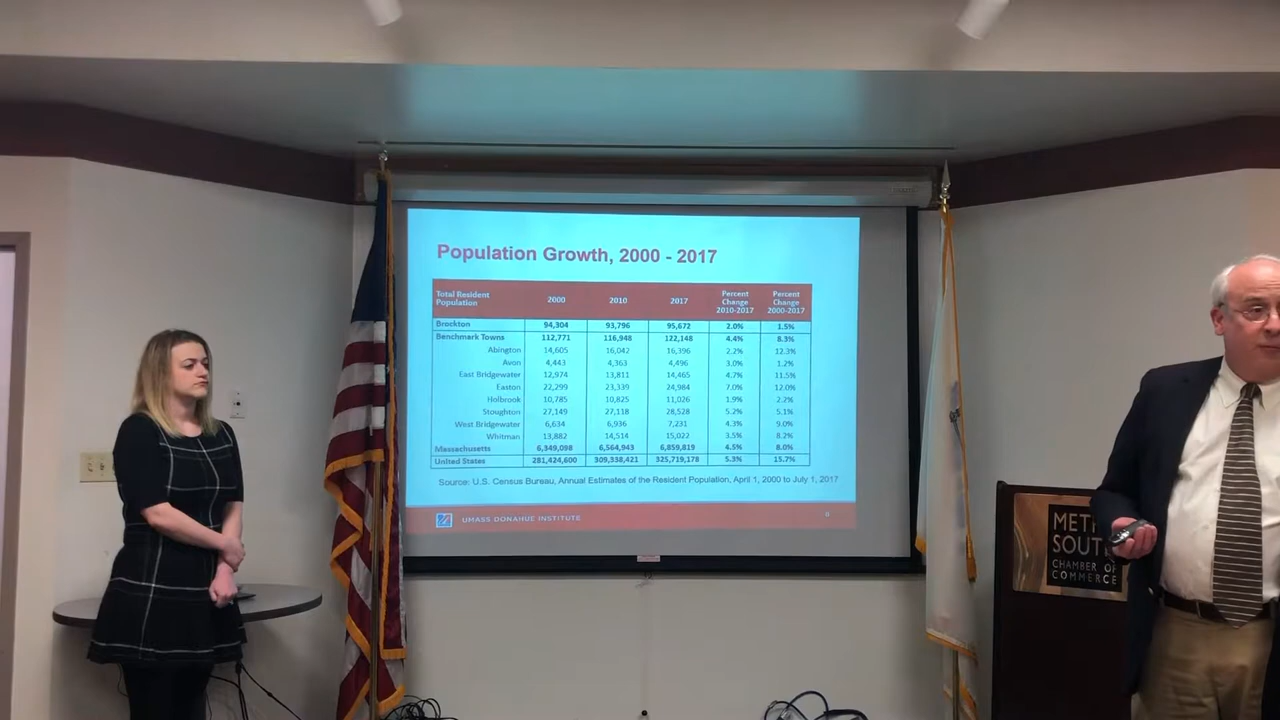 Population Growth, 2000 - 2017
Total Resident Population 2000 2010 2017 Percent Change 2010-2017 Percent Change 2000-2017
Brockton 94,304 93,796 95,672 2.0% 1.5%
Benchmark Towns 112,771 116,948 122,148 4.4% 8.3%
Abington 14,605 16,042 16,396 2.2% 12.3%
Avon 4,443 4,363 4,496 3.0% 1.2%
East Bridgewater 12,974 13,811 14,465 4.7% 11.5%
Easton 22,299 23,339 24,984 7.0% 12.0%
Holbrook 10,785 10,825 11,026 1.9% 2.2%
Stoughton 27,149 27,118 28,528 5.2% 5.1%
West Bridgewater 6,634 6,936 7,231 4.3% 9.0%
Whitman 13,882 14,514 15,022 3.5% 8.2%
Massachusetts 6,349,098 6,564,943 6,859,819 4.5% 8.0%
United States 281,424,600 309,338,421 325,719,178 5.3% 15.7%
Source: U.S. Census Bureau, Annual Estimates of the Resident Population, April 1, 2000 to July 1, 2017
UMASS DONAHUE INSTITUTE
SOUT
CHAMBER OF
COMMERCE